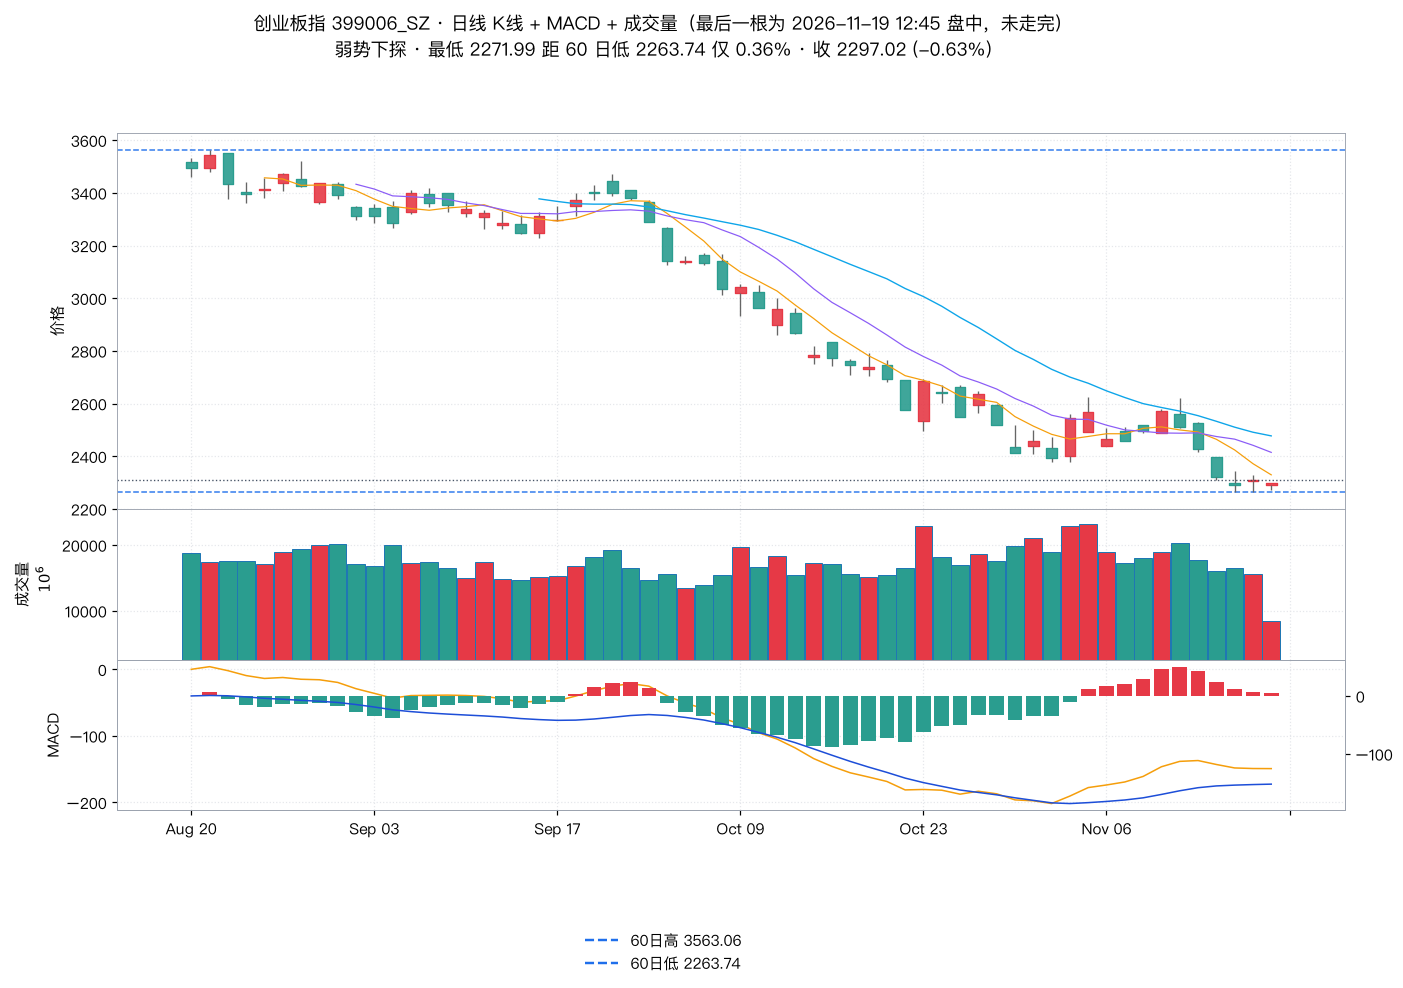 创业板指 399006_SZ · 日线 K线 + MACD + 成交量（最后一根为 2026−11−19 12:45 盘中，未走完）
弱势下探 · 最低 2271.99 距 60 日低 2263.74 仅 0.36% · 收 2297.02 (−0.63%)
3600
3400
3200
3000
2800
2600
2400
2200
价格
20000
10000
成交量
10⁶
0
−100
−200
MACD
0
−100
Aug 20
Sep 03
Sep 17
Oct 09
Oct 23
Nov 06
60日高 3563.06
60日低 2263.74